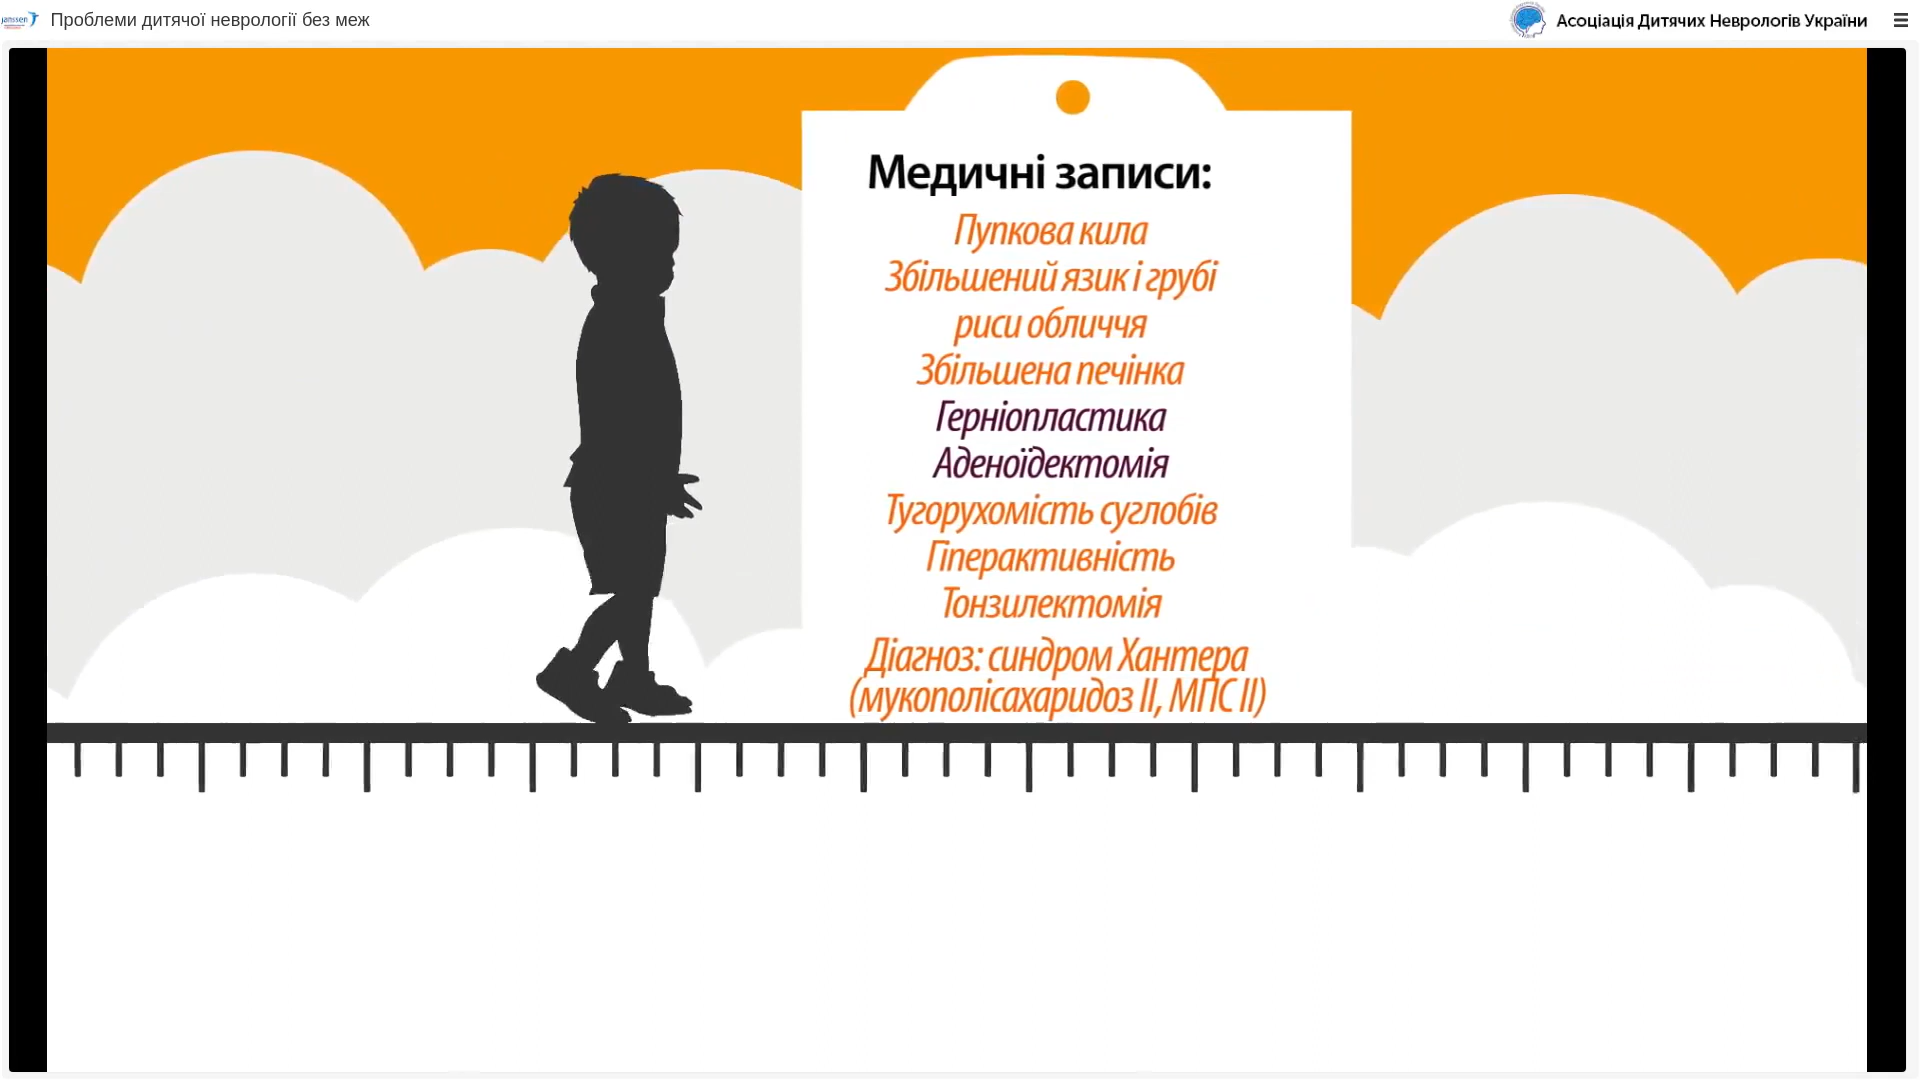 janssen
Проблеми дитячої неврології без меж
Асоціація Дитячих Неврологів України
Медичні записи:
Пупкова кила
Збільшений язик і грубі
риси обличчя
Збільшена печінка
Герніопластика
Аденоїдектомія
Тугорухомість суглобів
Гіперактивність
Тонзилектомія
Діагноз: синдром Хантера
(мукополісахаридоз II, МПС II)